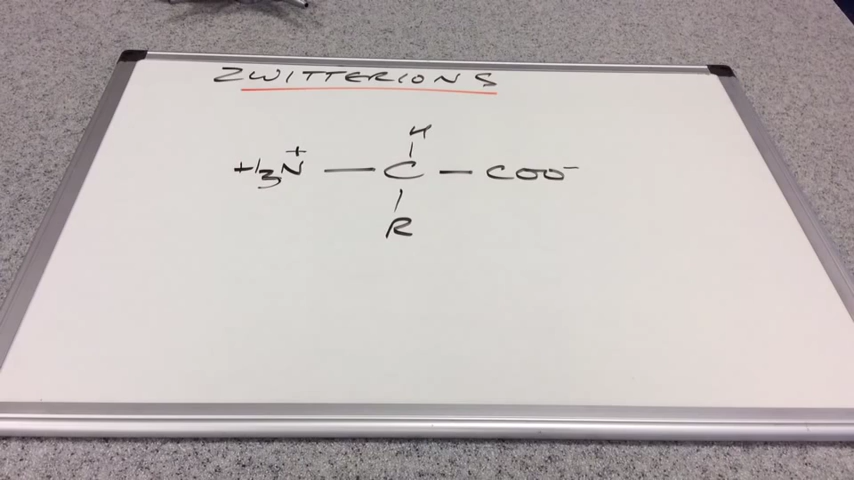 ZWITTERIONS
H
H₃N⁺ — C — COO⁻
R